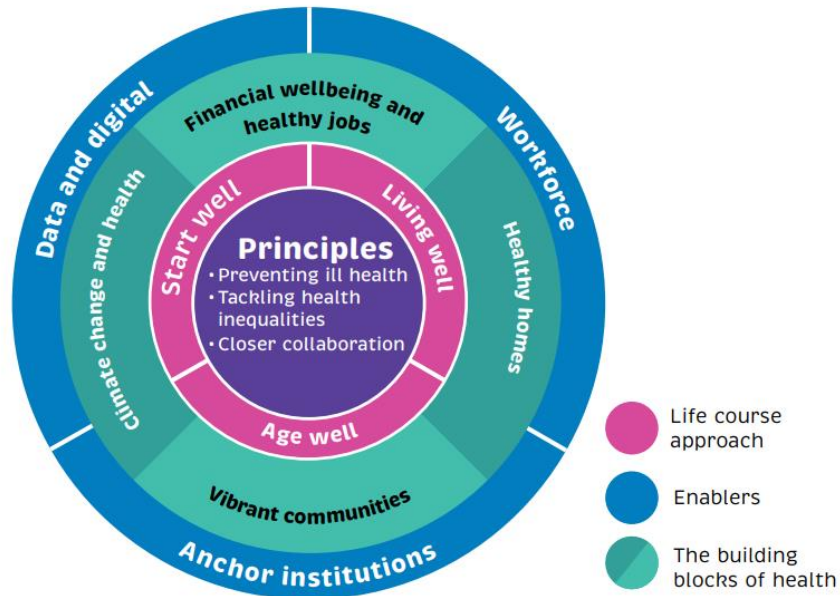 Data and digital
Workforce
Anchor institutions
Financial wellbeing and
healthy jobs
Climate change and health
Healthy homes
Vibrant communities
Start well
Living well
Age well
Principles
• Preventing ill health
• Tackling health
inequalities
• Closer collaboration
Life course
approach
Enablers
The building
blocks of health